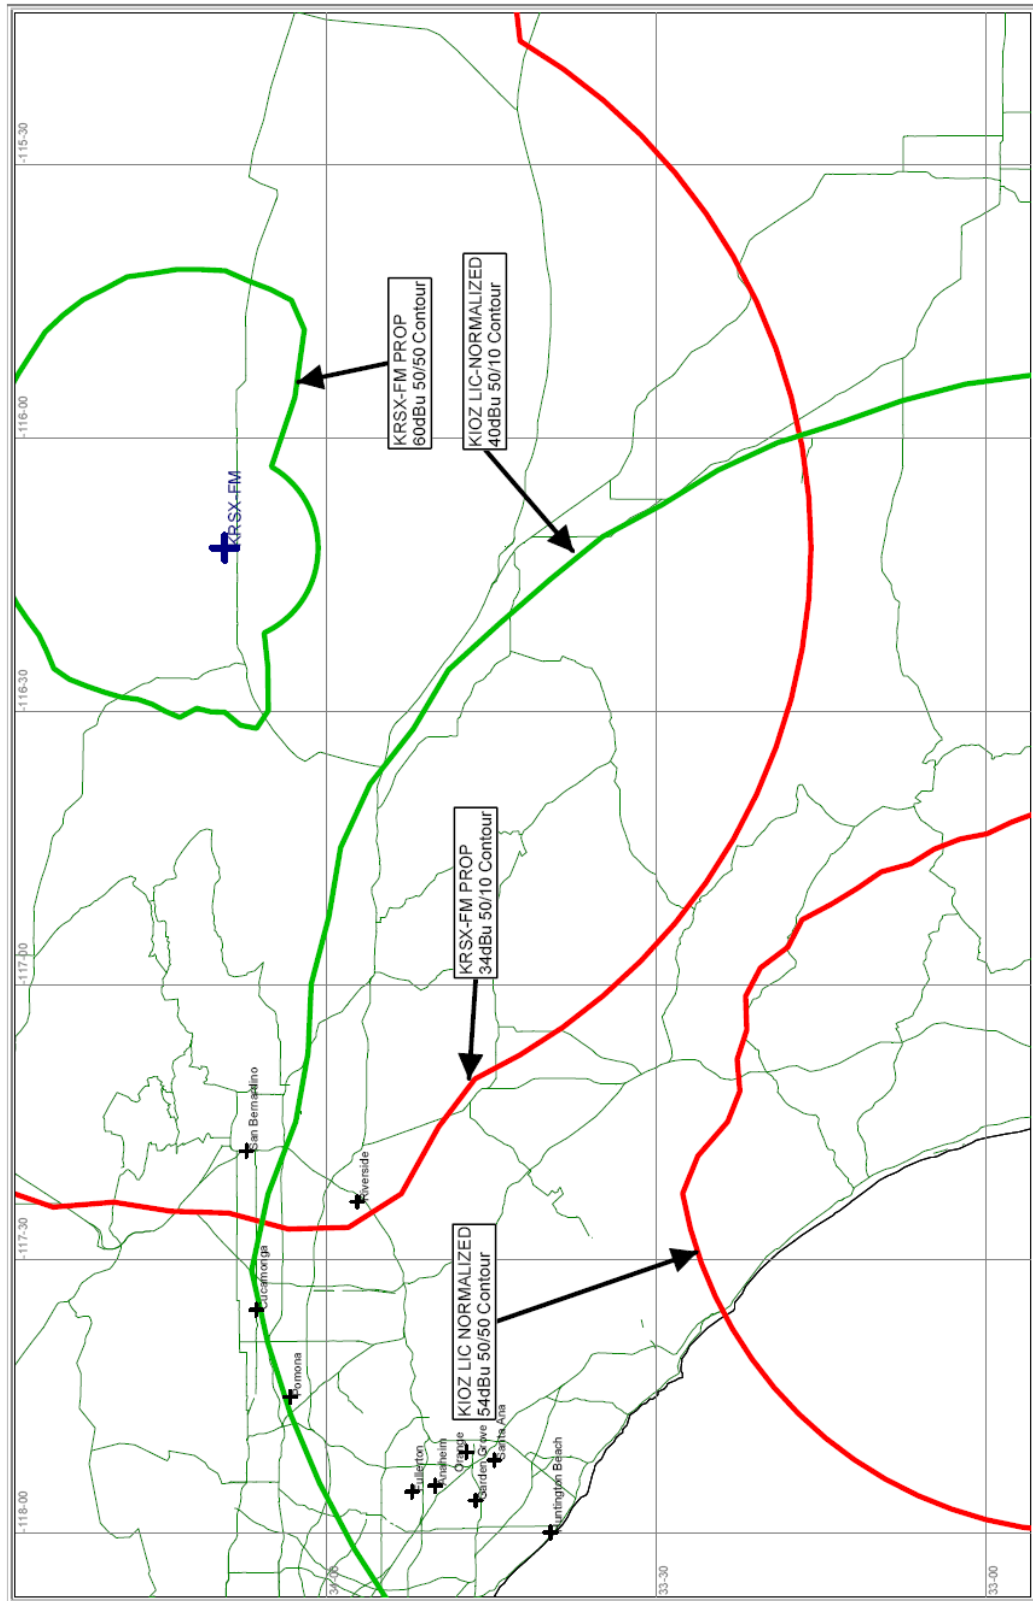 -118-00
-117-30
-117-00
-116-30
-116-00
-115-30
34-00
33-30
33-00
KRSX-FM
KRSX-FM PROP
60dBu 50/50 Contour
KIOZ LIC-NORMALIZED
40dBu 50/10 Contour
KRSX-FM PROP
34dBu 50/10 Contour
KIOZ LIC NORMALIZED
54dBu 50/50 Contour
San Bernardino
Riverside
Cucamonga
Pomona
Fullerton
Anaheim
Orange
Garden Grove
Santa Ana
Huntington Beach